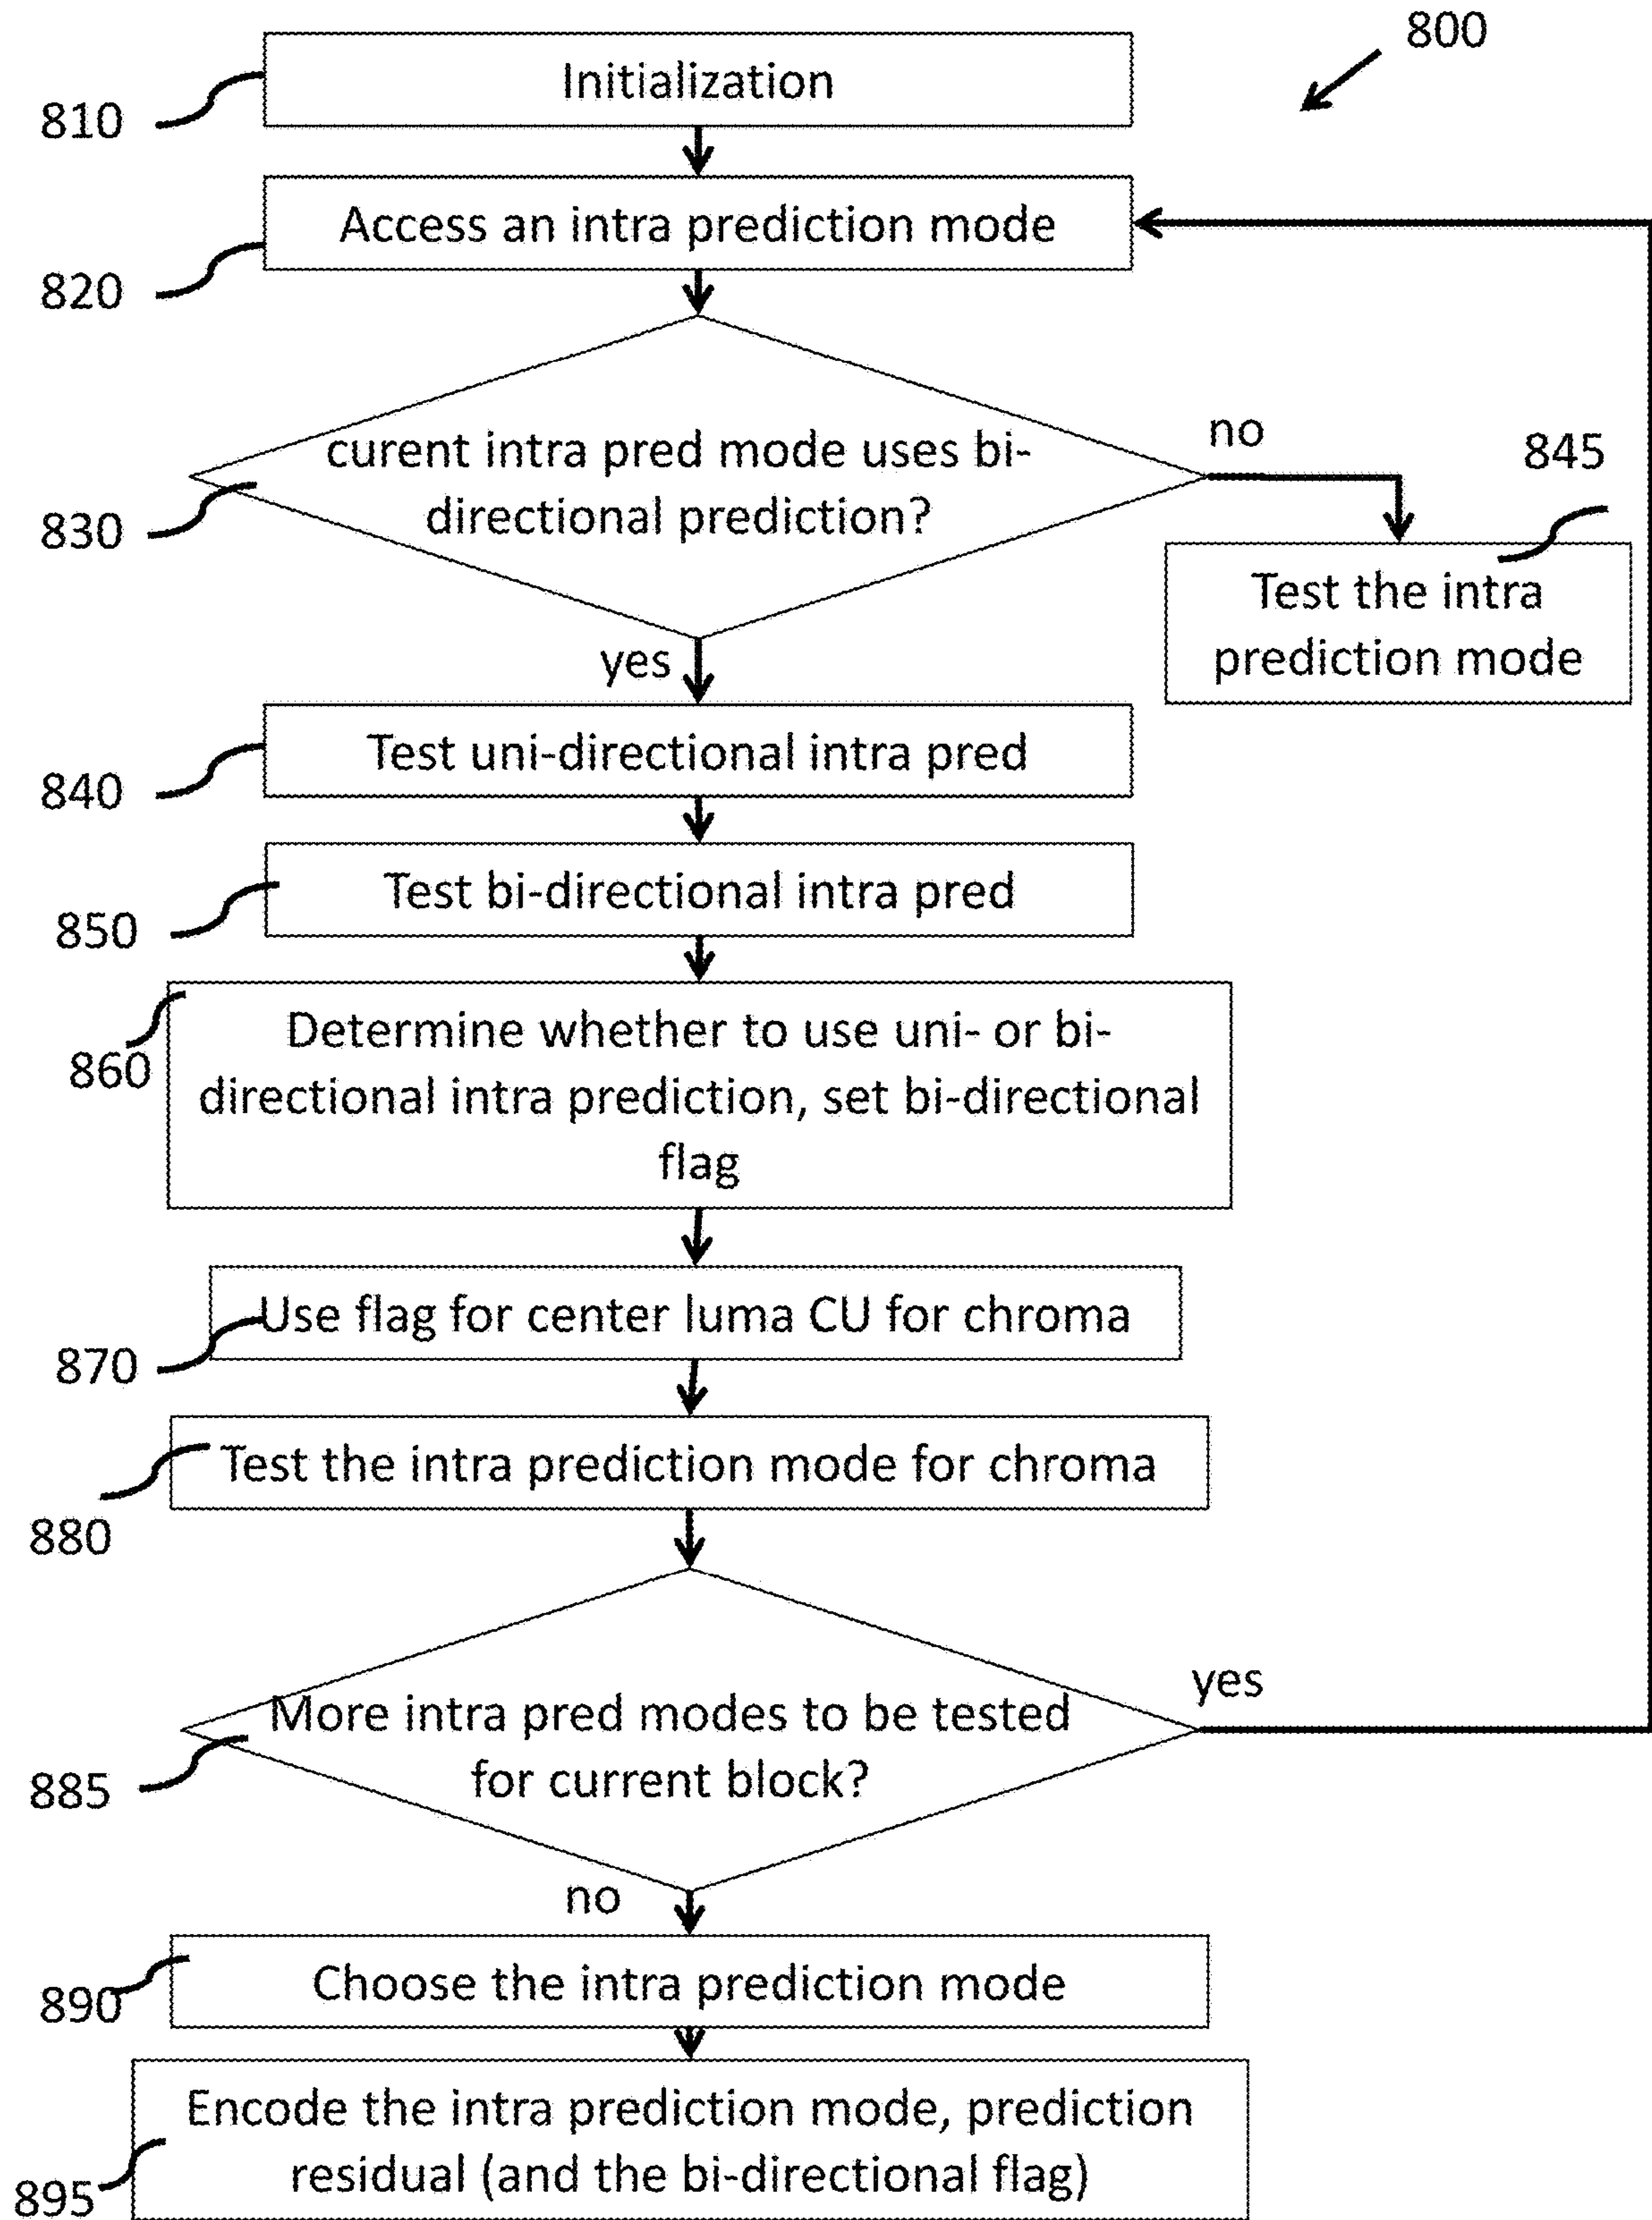 800
Initialization
810
Access an intra prediction mode
820
curent intra pred mode uses bi-
directional prediction?
830
no
845
Test the intra
prediction mode
yes
Test uni-directional intra pred
840
Test bi-directional intra pred
850
Determine whether to use uni- or bi-
directional intra prediction, set bi-directional
flag
860
Use flag for center luma CU for chroma
870
Test the intra prediction mode for chroma
880
More intra pred modes to be tested
for current block?
885
yes
no
Choose the intra prediction mode
890
Encode the intra prediction mode, prediction
residual (and the bi-directional flag)
895